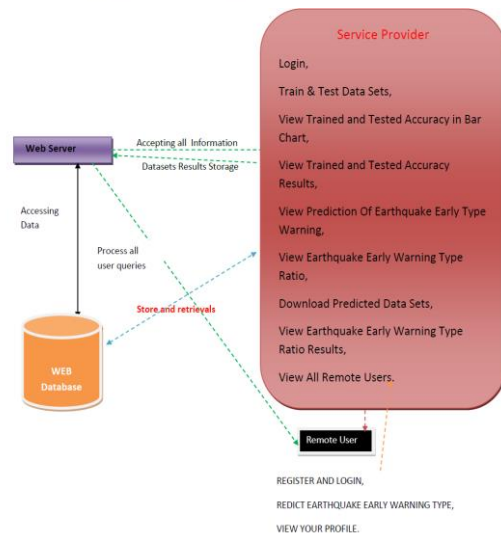 Service Provider
Login,
Train & Test Data Sets,
View Trained and Tested Accuracy in Bar
Chart,
View Trained and Tested Accuracy
Results,
View Prediction Of Earthquake Early Type
Warning,
View Earthquake Early Warning Type
Ratio,
Download Predicted Data Sets,
View Earthquake Early Warning Type
Ratio Results,
View All Remote Users.
Web Server
Accepting all Information
Datasets Results Storage
Accessing
Data
Process all
user queries
Store and retrievals
WEB
Database
Remote User
REGISTER AND LOGIN,
REDICT EARTHQUAKE EARLY WARNING TYPE,
VIEW YOUR PROFILE.